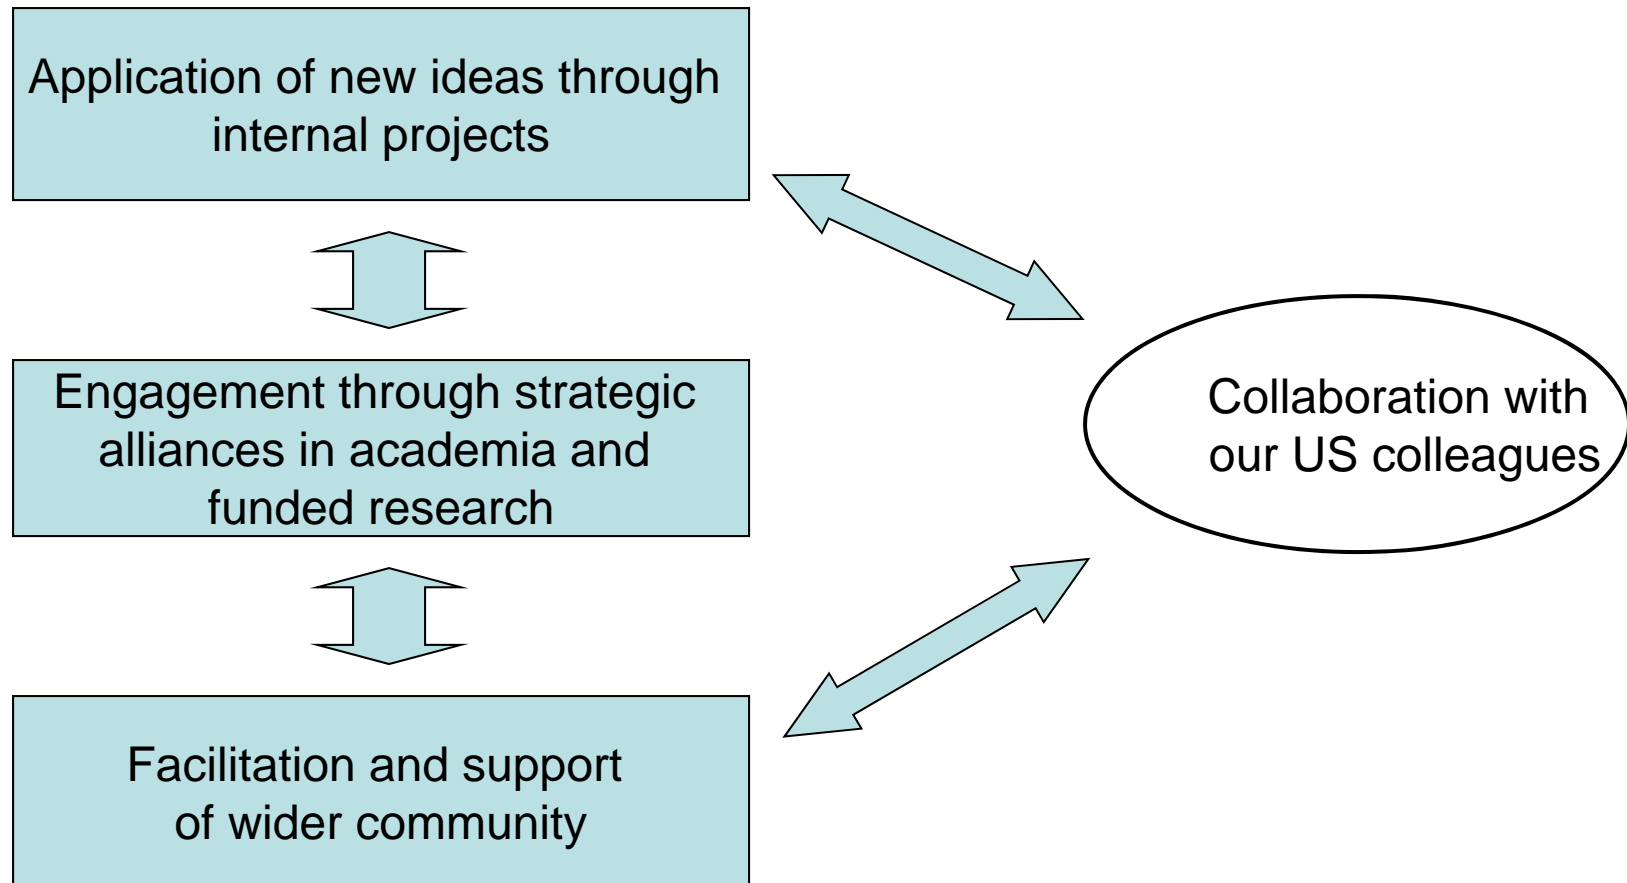 Application of new ideas through
internal projects
Engagement through strategic
alliances in academia and
funded research
Collaboration with
our US colleagues
Facilitation and support
of wider community